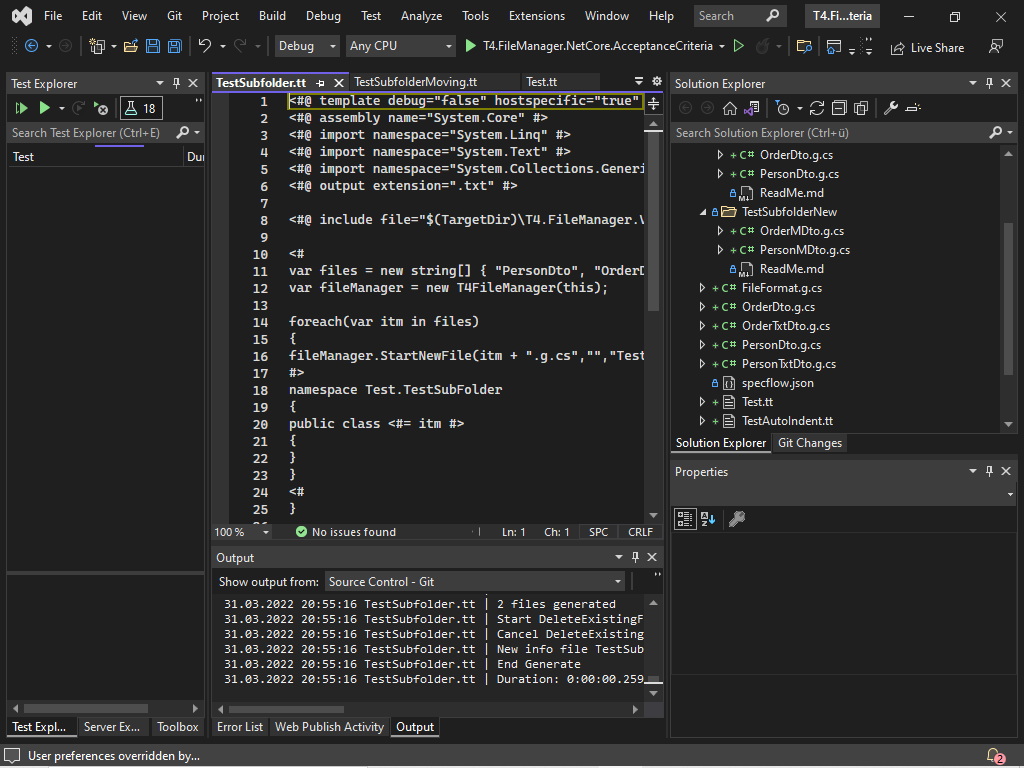 File Edit View Git Project Build Debug Test Analyze Tools Extensions Window Help Search T4.Fi...teria
Debug Any CPU T4.FileManager.NetCore.AcceptanceCriteria Live Share
Test Explorer
18
Search Test Explorer (Ctrl+E)
Test Dur
TestSubfolder.tt TestSubfolderMoving.tt Test.tt
1 <#@ template debug="false" hostspecific="true"
2 <#@ assembly name="System.Core" #>
3 <#@ import namespace="System.Linq" #>
4 <#@ import namespace="System.Text" #>
5 <#@ import namespace="System.Collections.Generi
6 <#@ output extension=".txt" #>
7
8 <#@ include file="$(TargetDir)\T4.FileManager.V
9
10 <#
11 var files = new string[] { "PersonDto", "OrderD
12 var fileManager = new T4FileManager(this);
13
14 foreach(var itm in files)
15 {
16 fileManager.StartNewFile(itm + ".g.cs","","Test
17 #>
18 namespace Test.TestSubFolder
19 {
20 public class <#= itm #>
21 {
22 }
23 }
24 <#
25 }
100 % No issues found Ln: 1 Ch: 1 SPC CRLF
Output
Show output from: Source Control - Git
31.03.2022 20:55:16 TestSubfolder.tt | 2 files generated
31.03.2022 20:55:16 TestSubfolder.tt | Start DeleteExistingF
31.03.2022 20:55:16 TestSubfolder.tt | Cancel DeleteExisting
31.03.2022 20:55:16 TestSubfolder.tt | New info file TestSub
31.03.2022 20:55:16 TestSubfolder.tt | End Generate
31.03.2022 20:55:16 TestSubfolder.tt | Duration: 0:00:00.259
Solution Explorer
Search Solution Explorer (Ctrl+ü)
C# OrderDto.g.cs
C# PersonDto.g.cs
ReadMe.md
TestSubfolderNew
C# OrderMDto.g.cs
C# PersonMDto.g.cs
ReadMe.md
C# FileFormat.g.cs
C# OrderDto.g.cs
C# OrderTxtDto.g.cs
C# PersonDto.g.cs
C# PersonTxtDto.g.cs
specflow.json
Test.tt
TestAutoIndent.tt
Solution Explorer Git Changes
Properties
Test Expl... Server Ex... Toolbox Error List Web Publish Activity Output
User preferences overridden by... 2